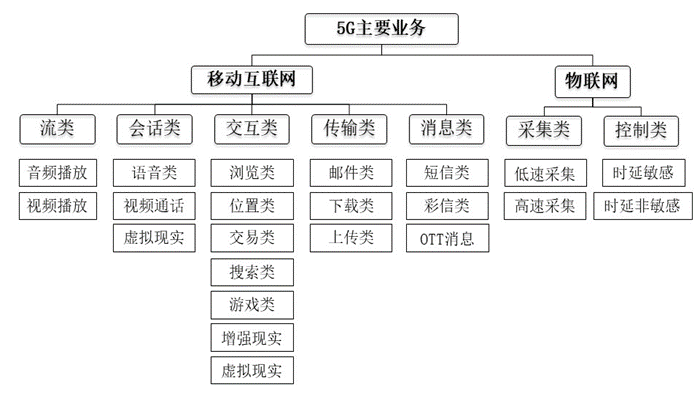 5G主要业务
移动互联网
物联网
流类
会话类
交互类
传输类
消息类
采集类
控制类
音频播放
语音类
浏览类
邮件类
短信类
低速采集
时延敏感
视频播放
视频通话
位置类
下载类
彩信类
高速采集
时延非敏感
虚拟现实
交易类
上传类
OTT消息
搜索类
游戏类
增强现实
虚拟现实